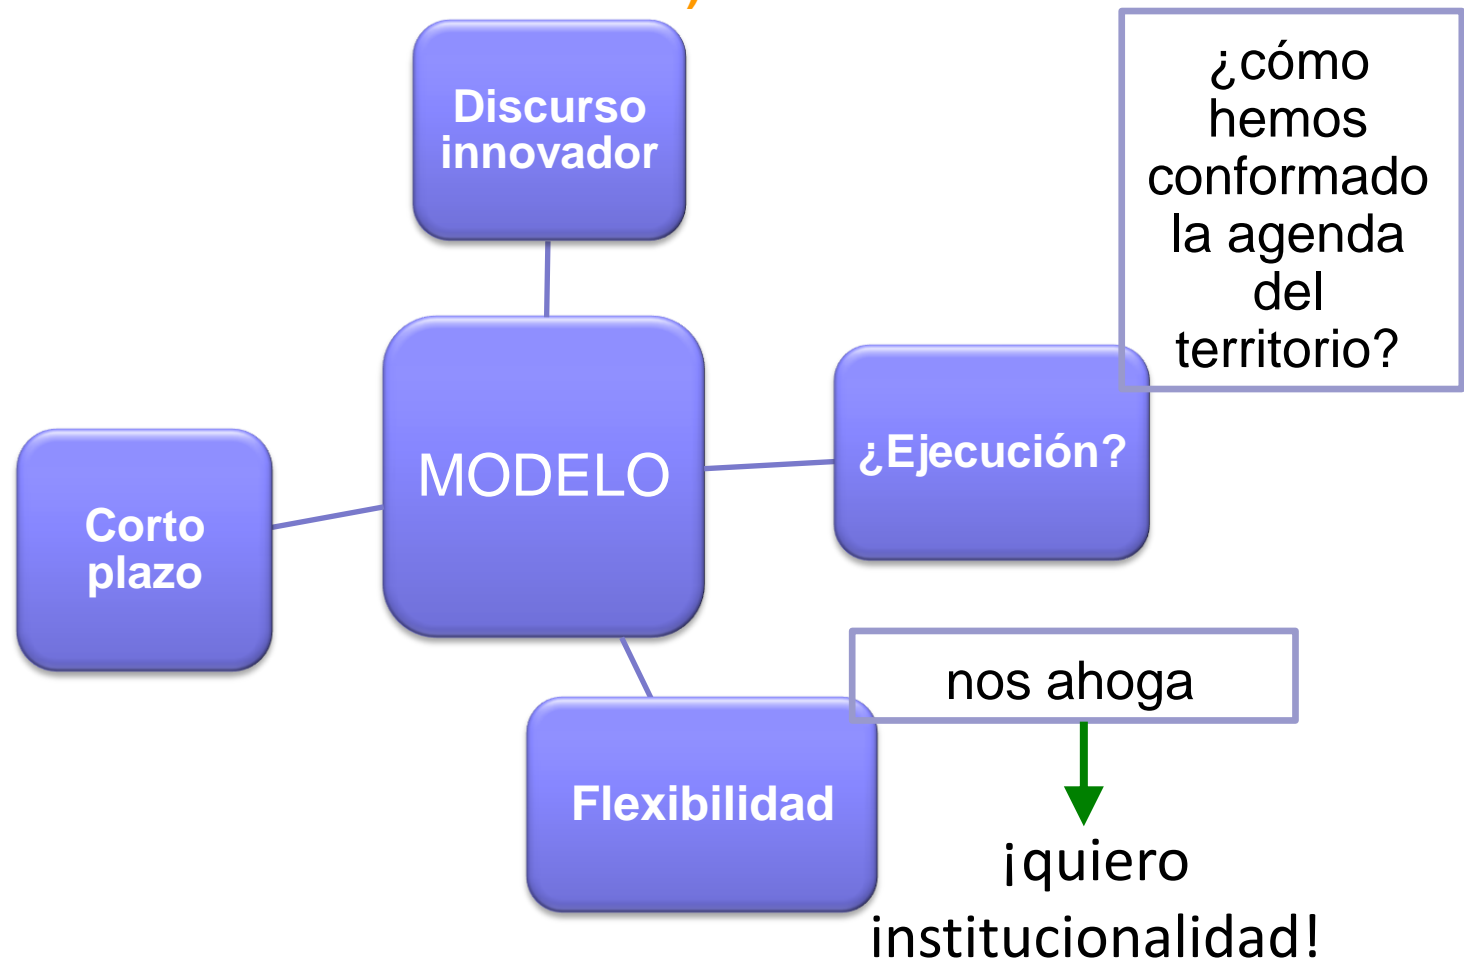 Discurso
innovador
¿cómo
hemos
conformado
la agenda
del
territorio?
MODELO
¿Ejecución?
Corto
plazo
nos ahoga
Flexibilidad
¡quiero
institucionalidad!